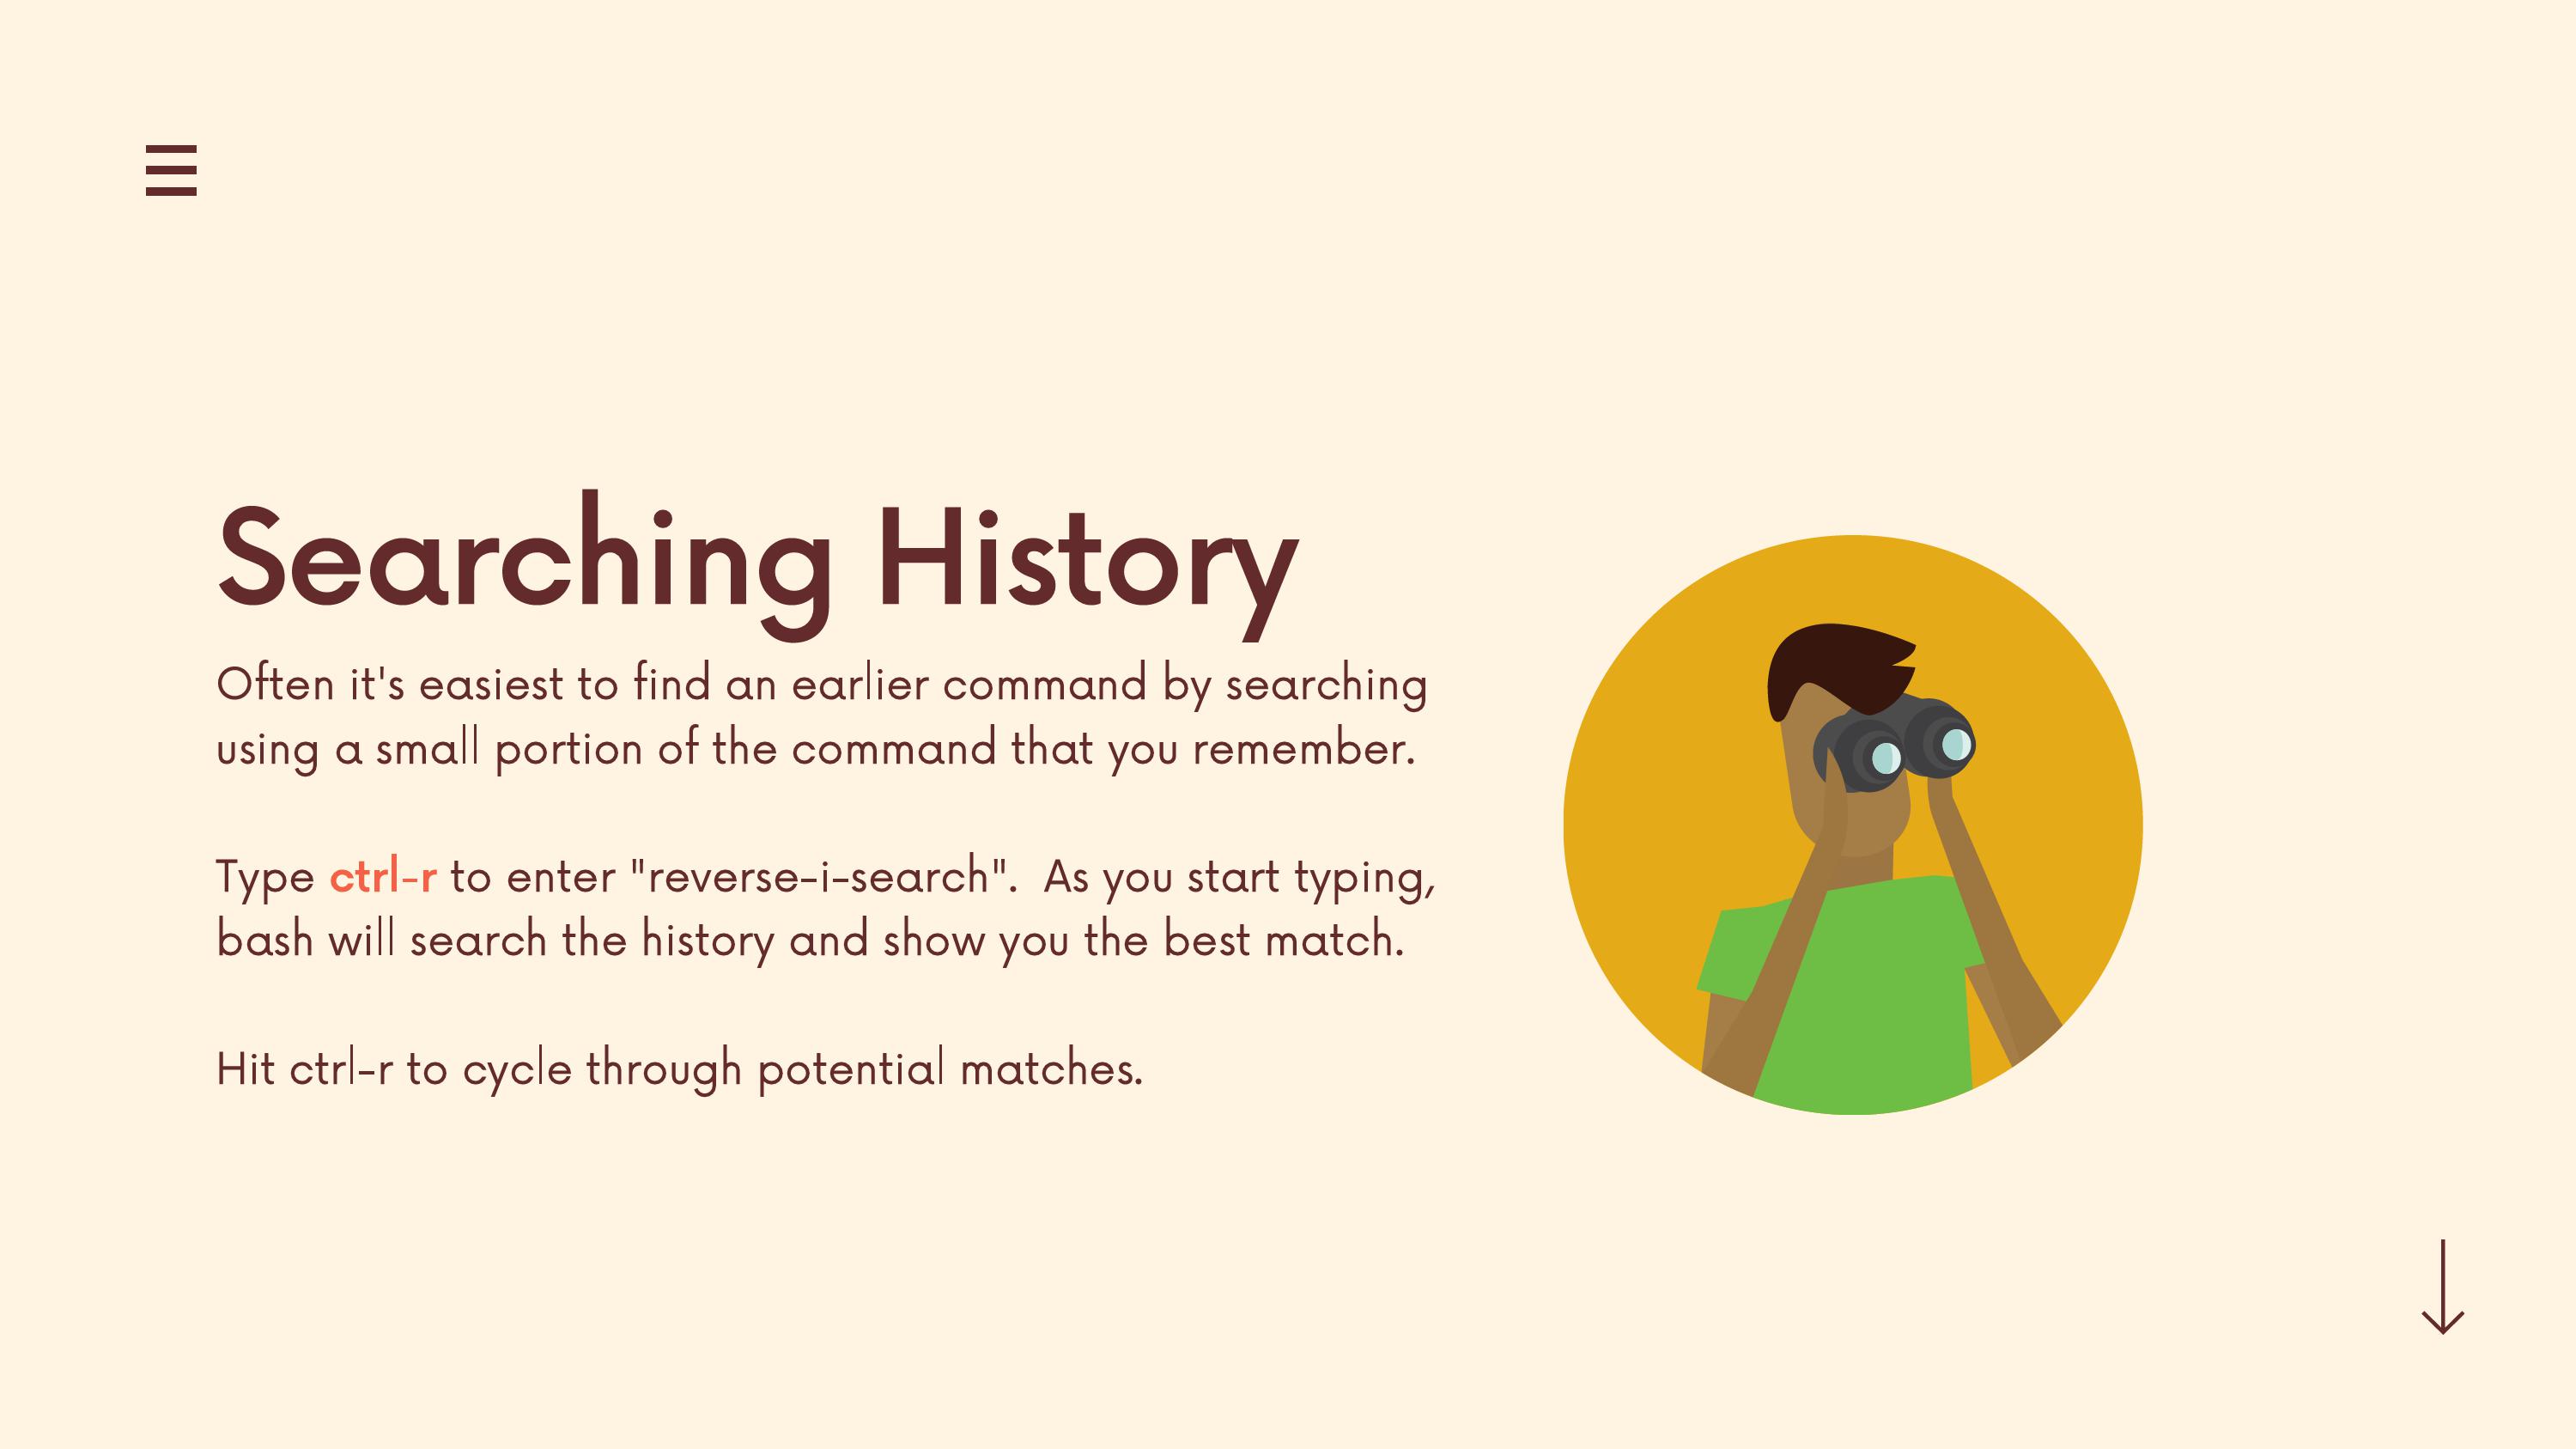 Searching History
Often it's easiest to find an earlier command by searching
using a small portion of the command that you remember.
Type ctrl-r to enter "reverse-i-search".  As you start typing,
bash will search the history and show you the best match.
Hit ctrl-r to cycle through potential matches.